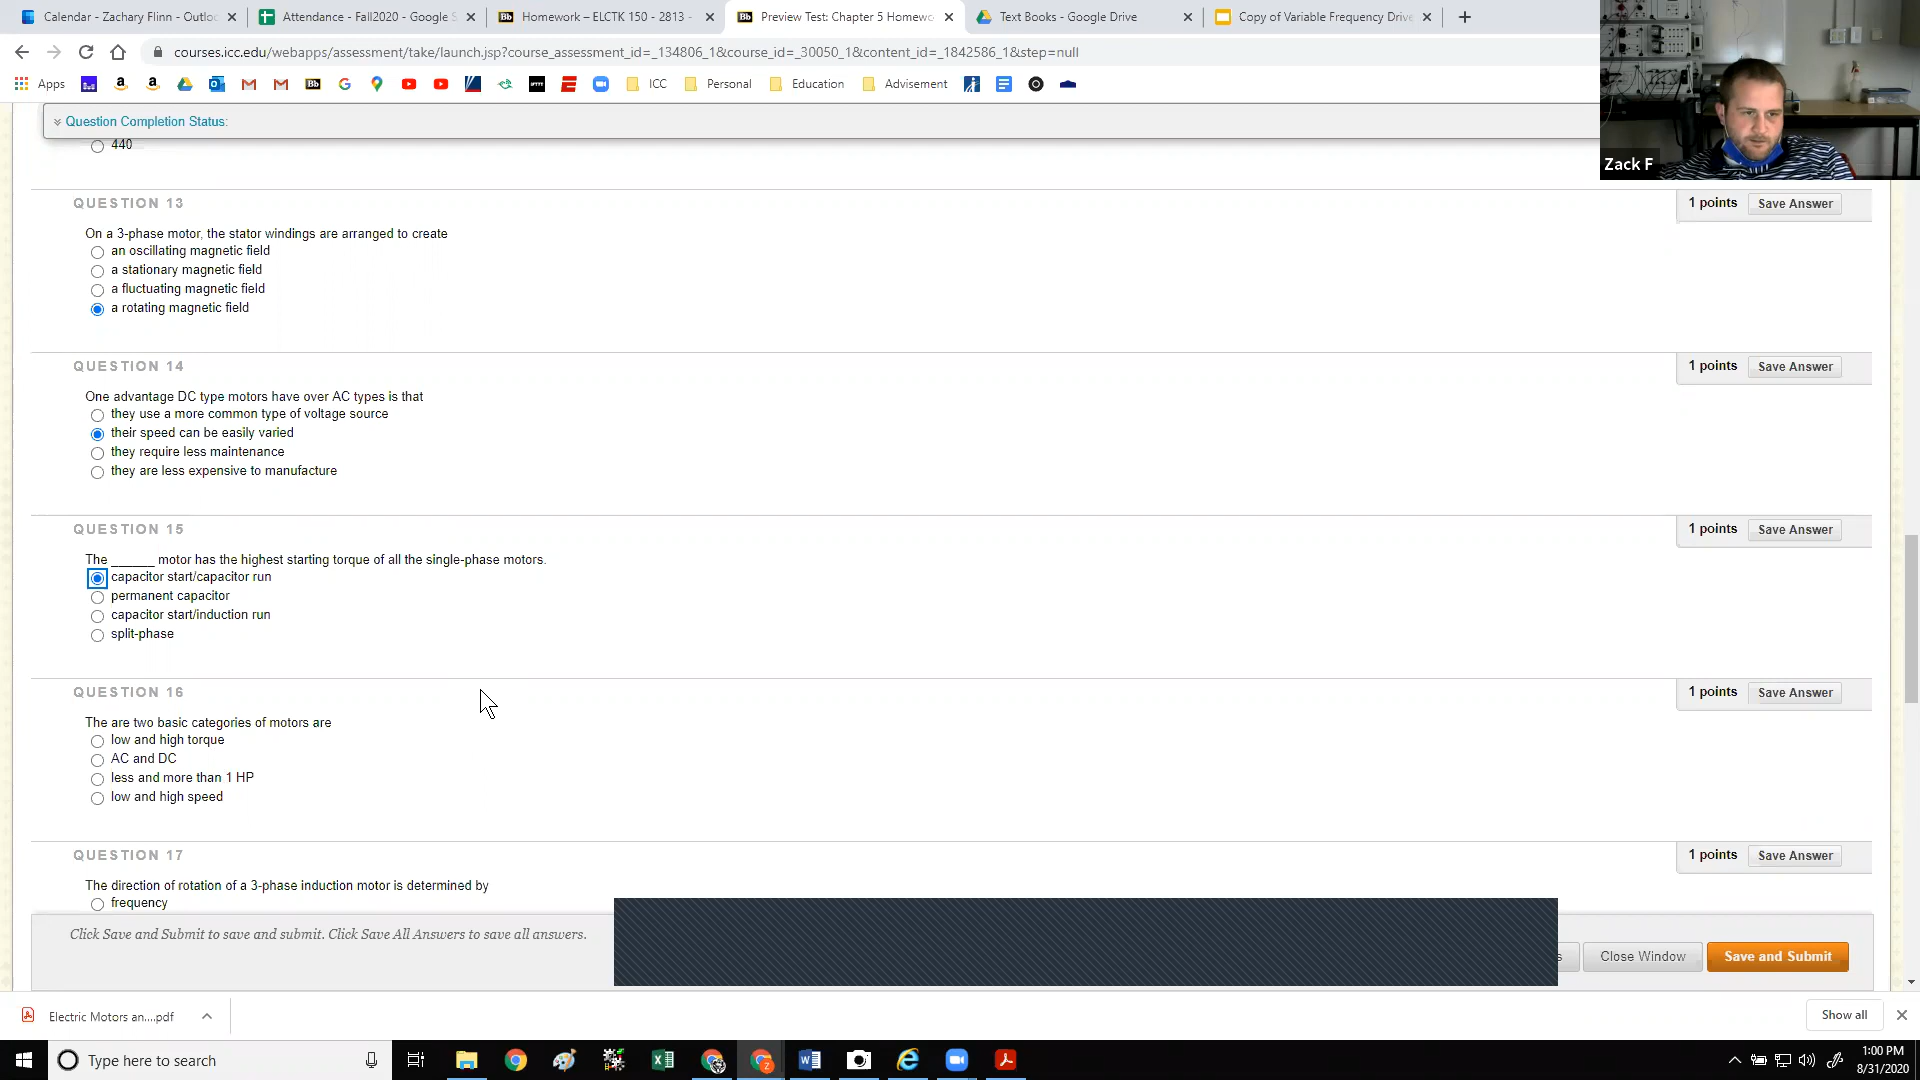 Calendar - Zachary Flinn - Outlo
Attendance - Fall2020 - Google S
Homework – ELCTK 150 - 2813 -
Preview Test: Chapter 5 Homewo
Text Books - Google Drive
Copy of Variable Frequency Drive
courses.icc.edu/webapps/assessment/take/launch.jsp?course_assessment_id=_134806_1&course_id=_30050_1&content_id=_1842586_1&step=null
Apps
ICC
Personal
Education
Advisement
Question Completion Status:
Zack F
440
QUESTION 13
1 points
Save Answer
On a 3-phase motor, the stator windings are arranged to create
an oscillating magnetic field
a stationary magnetic field
a fluctuating magnetic field
a rotating magnetic field
QUESTION 14
1 points
Save Answer
One advantage DC type motors have over AC types is that
they use a more common type of voltage source
their speed can be easily varied
they require less maintenance
they are less expensive to manufacture
QUESTION 15
1 points
Save Answer
The ______ motor has the highest starting torque of all the single-phase motors.
capacitor start/capacitor run
permanent capacitor
capacitor start/induction run
split-phase
QUESTION 16
1 points
Save Answer
The are two basic categories of motors are
low and high torque
AC and DC
less and more than 1 HP
low and high speed
QUESTION 17
1 points
Save Answer
The direction of rotation of a 3-phase induction motor is determined by
frequency
Click Save and Submit to save and submit. Click Save All Answers to save all answers.
s
Close Window
Save and Submit
Electric Motors an....pdf
Show all
Type here to search
1:00 PM
8/31/2020